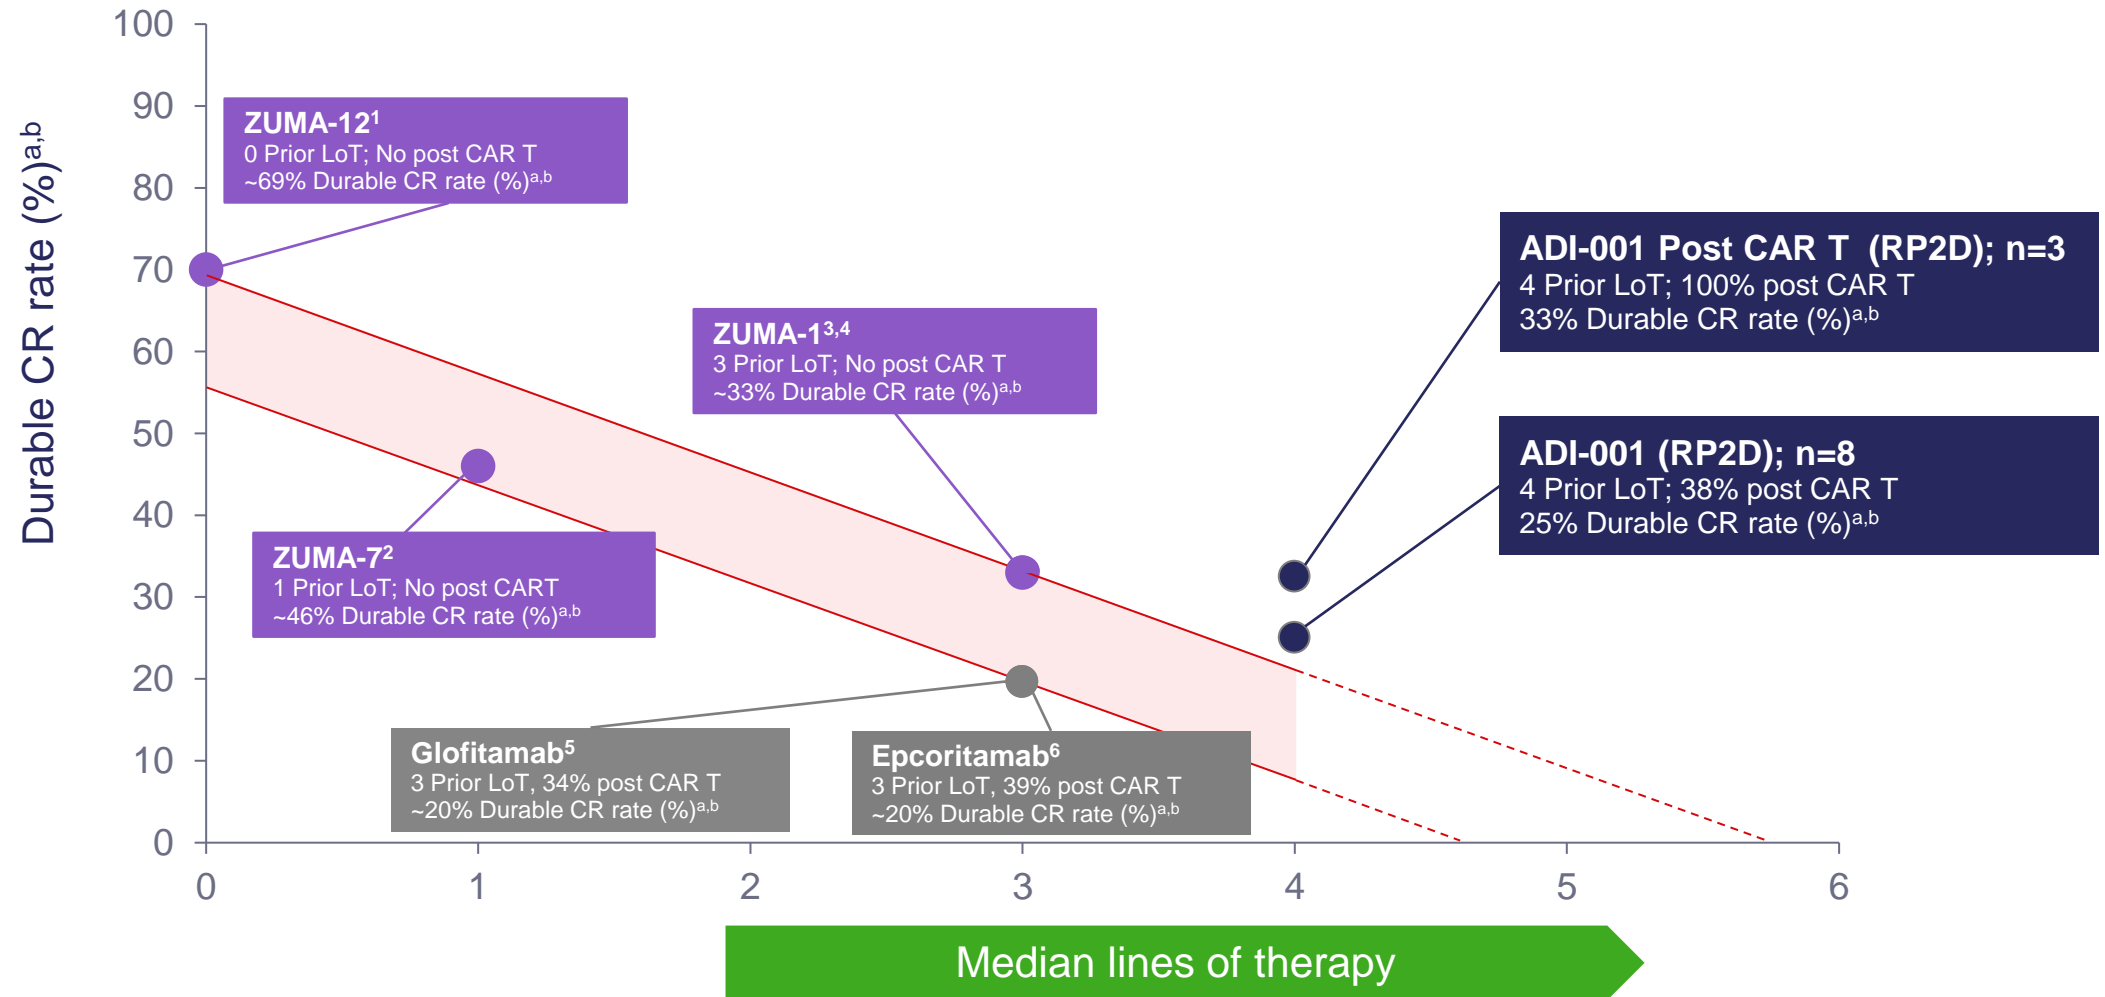 Durable CR rate (%)a,b
100
90
80
70
60
50
40
30
20
10
0
ZUMA-121
0 Prior LoT; No post CAR T
~69% Durable CR rate (%)a,b
ZUMA-72
1 Prior LoT; No post CART
~46% Durable CR rate (%)a,b
ZUMA-13,4
3 Prior LoT; No post CAR T
~33% Durable CR rate (%)a,b
Glofitamab5
3 Prior LoT, 34% post CAR T
~20% Durable CR rate (%)a,b
Epcoritamab6
3 Prior LoT, 39% post CAR T
~20% Durable CR rate (%)a,b
ADI-001 Post CAR T (RP2D); n=3
4 Prior LoT; 100% post CAR T
33% Durable CR rate (%)a,b
ADI-001 (RP2D); n=8
4 Prior LoT; 38% post CAR T
25% Durable CR rate (%)a,b
0 1 2 3 4 5 6
Median lines of therapy